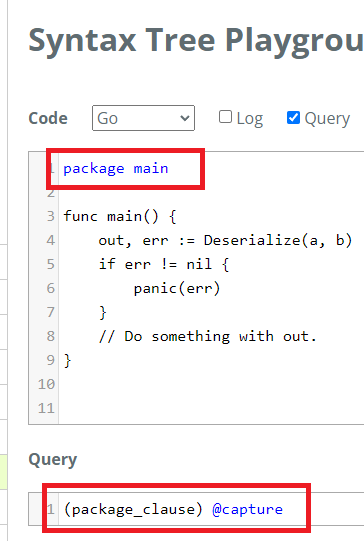 Syntax Tree Playgrou
Code Go Log Query
1 package main
2
3 func main() {
4     out, err := Deserialize(a, b)
5     if err != nil {
6         panic(err)
7     }
8     // Do something with out.
9 }
10
11
Query
1 (package_clause) @capture